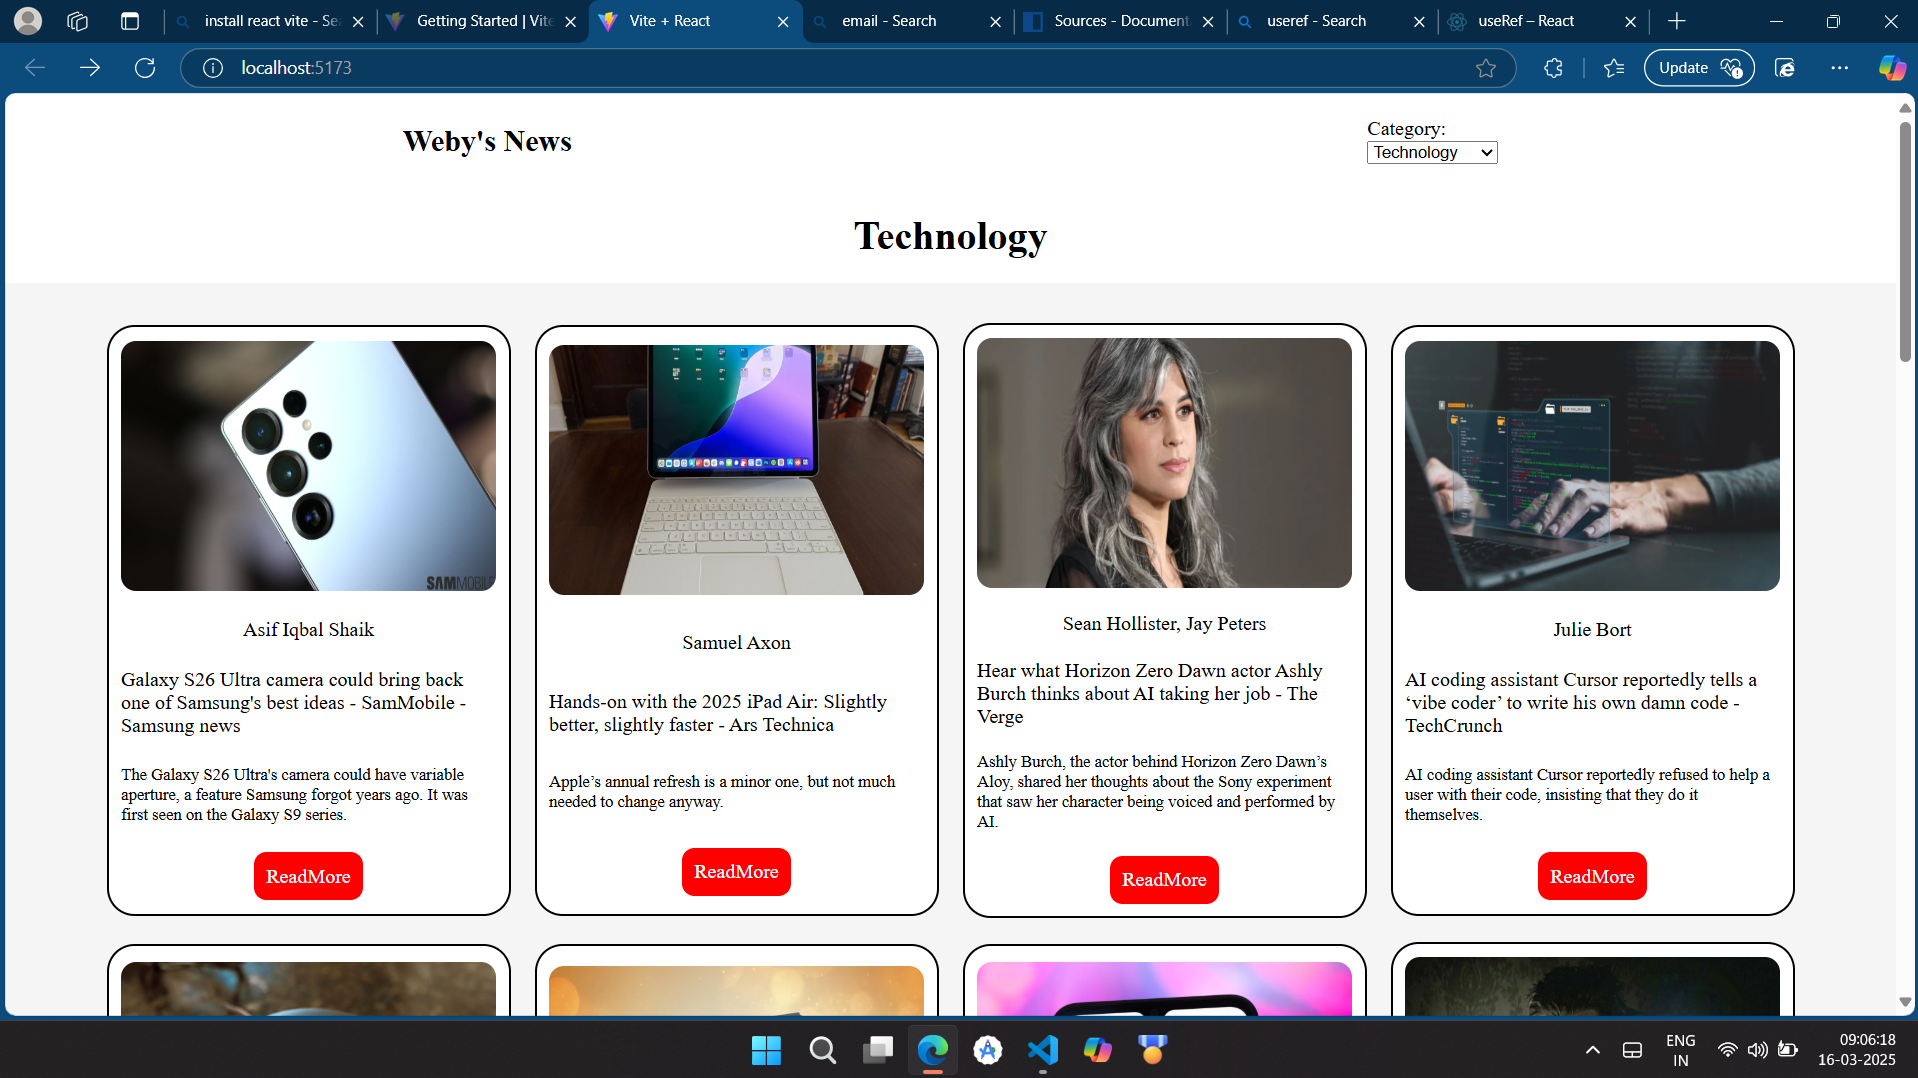 install react vite - Se
Getting Started | Vite
Vite + React
email - Search
Sources - Document
useref - Search
useRef – React
localhost:5173
Update
Weby's News
Category:
Technology
Technology
SAMMOBILE
Asif Iqbal Shaik
Galaxy S26 Ultra camera could bring back
one of Samsung's best ideas - SamMobile -
Samsung news
The Galaxy S26 Ultra's camera could have variable
aperture, a feature Samsung forgot years ago. It was
first seen on the Galaxy S9 series.
ReadMore
Samuel Axon
Hands-on with the 2025 iPad Air: Slightly
better, slightly faster - Ars Technica
Apple’s annual refresh is a minor one, but not much
needed to change anyway.
ReadMore
Sean Hollister, Jay Peters
Hear what Horizon Zero Dawn actor Ashly
Burch thinks about AI taking her job - The
Verge
Ashly Burch, the actor behind Horizon Zero Dawn’s
Aloy, shared her thoughts about the Sony experiment
that saw her character being voiced and performed by
AI.
ReadMore
Julie Bort
AI coding assistant Cursor reportedly tells a
‘vibe coder’ to write his own damn code -
TechCrunch
AI coding assistant Cursor reportedly refused to help a
user with their code, insisting that they do it
themselves.
ReadMore
ENG
IN
09:06:18
16-03-2025